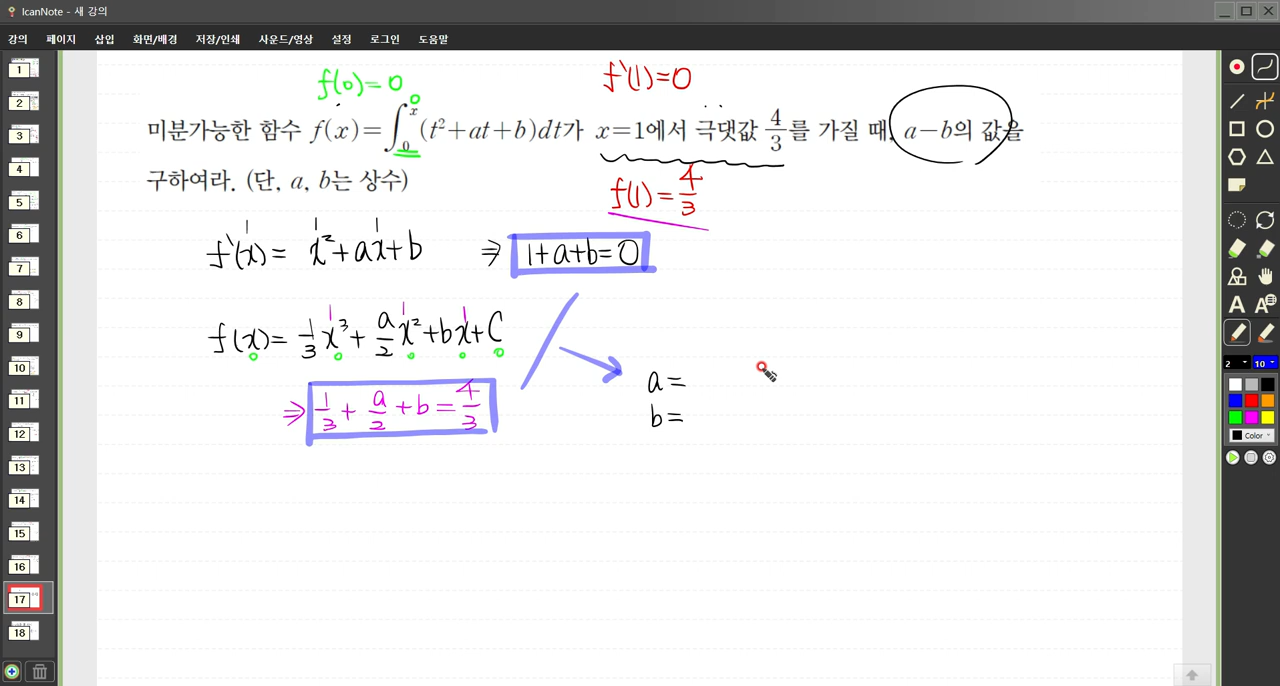 IcanNote - 새 강의
강의 페이지 삽입 화면/배경 저장/인쇄 사운드/영상 설정 로그인 도움말
f(0)=0
f'(1)=0
미분가능한 함수 f(x)=∫₀ˣ(t²+at+b)dt가 x=1에서 극댓값 4/3를 가질 때, a-b의 값을
구하여라. (단, a, b는 상수)
f(1)=4/3
f'(x)= x²+ax+b ⇒ 1+a+b=0
f(x)= 1/3x³+a/2x²+bx+C
⇒ 1/3+a/2+b=4/3
a=
b=
1
2
3
4
5
6
7
8
9
10
11
12
13
14
15
16
17
18
A A
2 10
Color